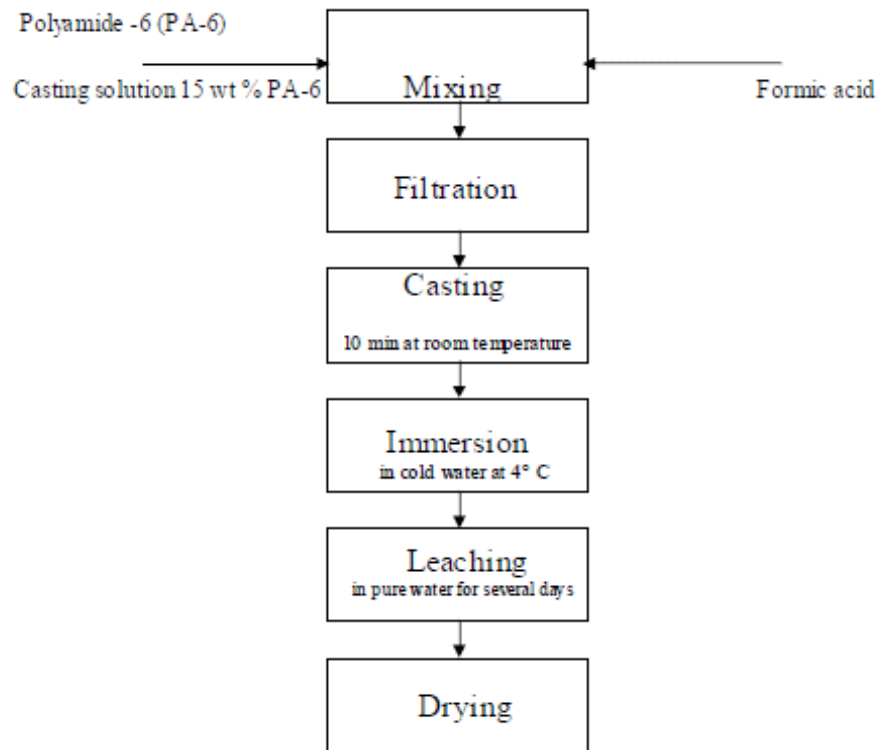 Polyamide -6 (PA-6)
Casting solution 15 wt % PA-6
Mixing
Formic acid
Filtration
Casting
10 min at room temperature
Immersion
in cold water at 4° C
Leaching
in pure water for several days
Drying